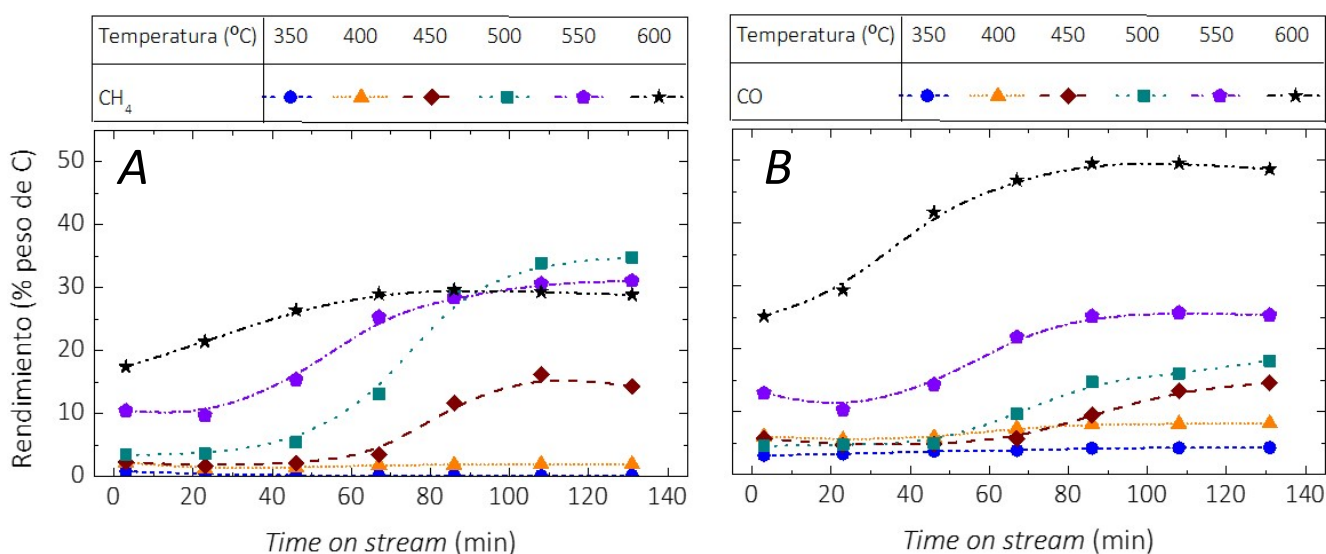 Temperatura (ºC) 350 400 450 500 550 600
CH4
A
Rendimiento (% peso de C)
50
40
30
20
10
0
0 20 40 60 80 100 120 140
Time on stream (min)
Temperatura (ºC) 350 400 450 500 550 600
CO
B
0 20 40 60 80 100 120 140
Time on stream (min)